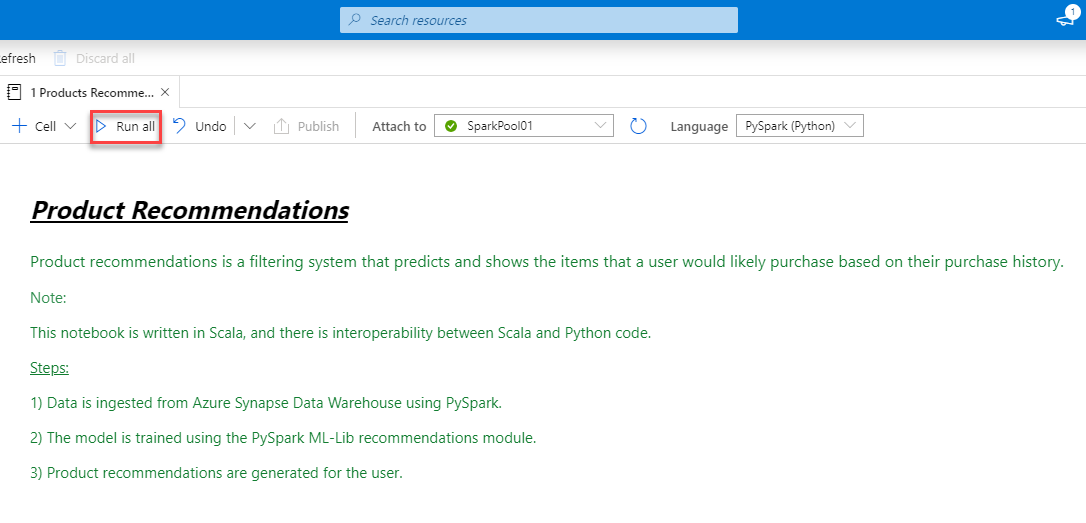 Search resources
1
efresh
Discard all
1 Products Recomme...
Cell
Run all
Undo
Publish
Attach to
SparkPool01
Language
PySpark (Python)
Product Recommendations
Product recommendations is a filtering system that predicts and shows the items that a user would likely purchase based on their purchase history.
Note:
This notebook is written in Scala, and there is interoperability between Scala and Python code.
Steps:
1) Data is ingested from Azure Synapse Data Warehouse using PySpark.
2) The model is trained using the PySpark ML-Lib recommendations module.
3) Product recommendations are generated for the user.